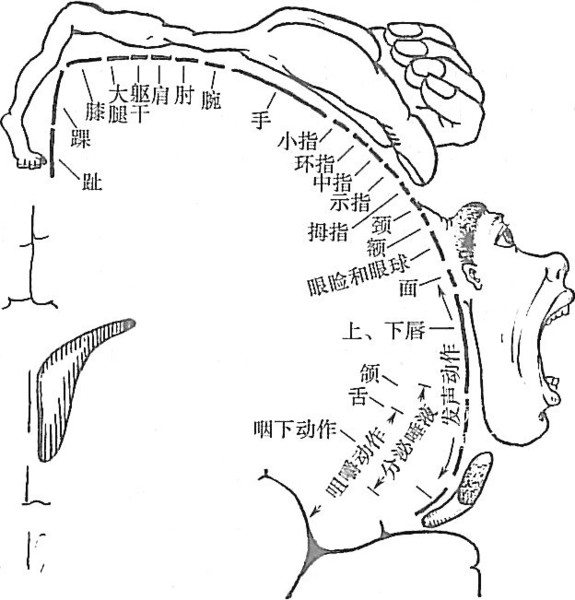 趾
踝
膝
大腿
躯干
肩
肘
腕
手
小指
环指
中指
示指
拇指
颈
额
眼睑和眼球
面
上、下唇
发声动作
颌
舌
咽下动作
咀嚼动作
分泌唾液